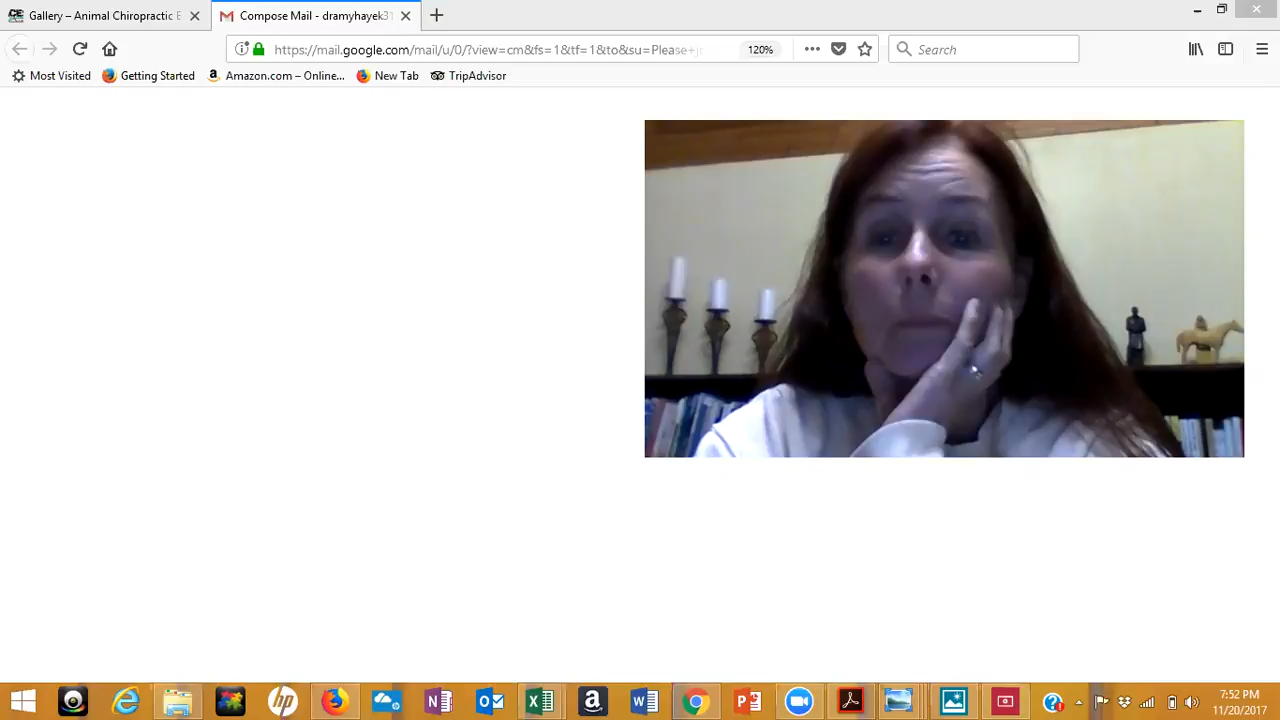 Gallery – Animal Chiropractic E
Compose Mail - dramyhayek31
https://mail.google.com/mail/u/0/?view=cm&fs=1&tf=1&to&su=Please+j
120%
Search
Most Visited
Getting Started
Amazon.com – Online...
New Tab
TripAdvisor
7:52 PM
11/20/2017